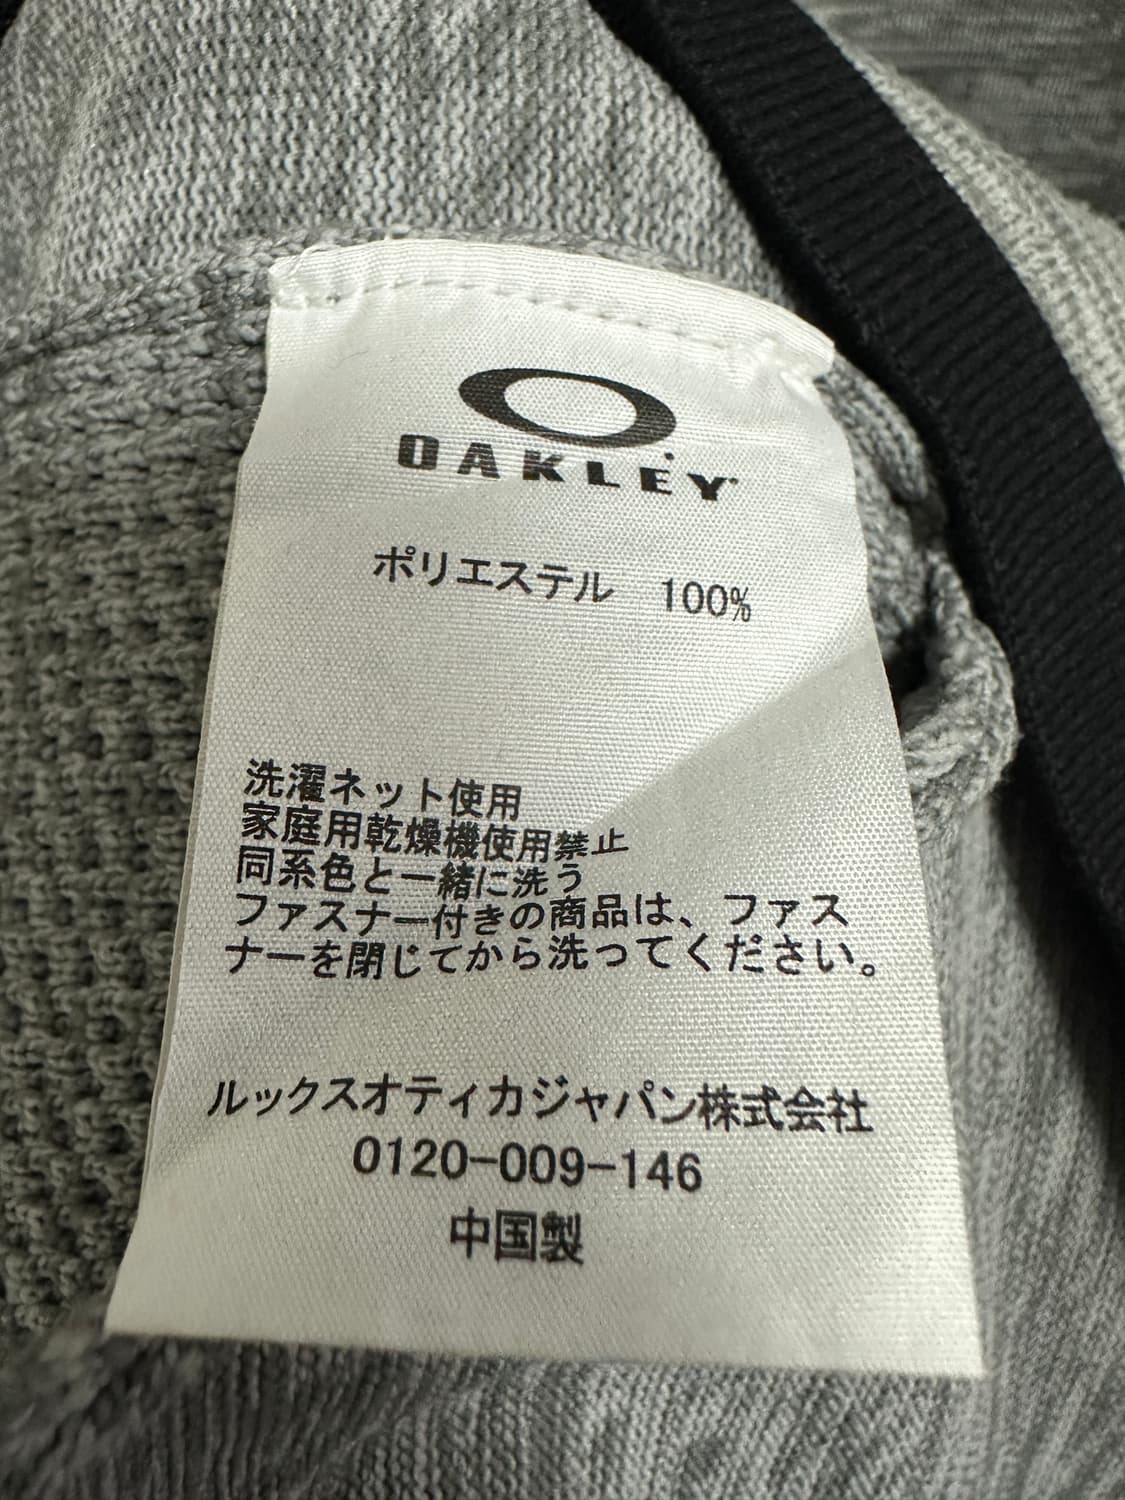 OAKLEY
ポリエステル 100%
洗濯ネット使用
家庭用乾燥機使用禁止
同系色と一緒に洗う
ファスナー付きの商品は、ファス
ナーを閉じてから洗ってください。
ルックスオティカジャパン株式会社
0120-009-146
中国製